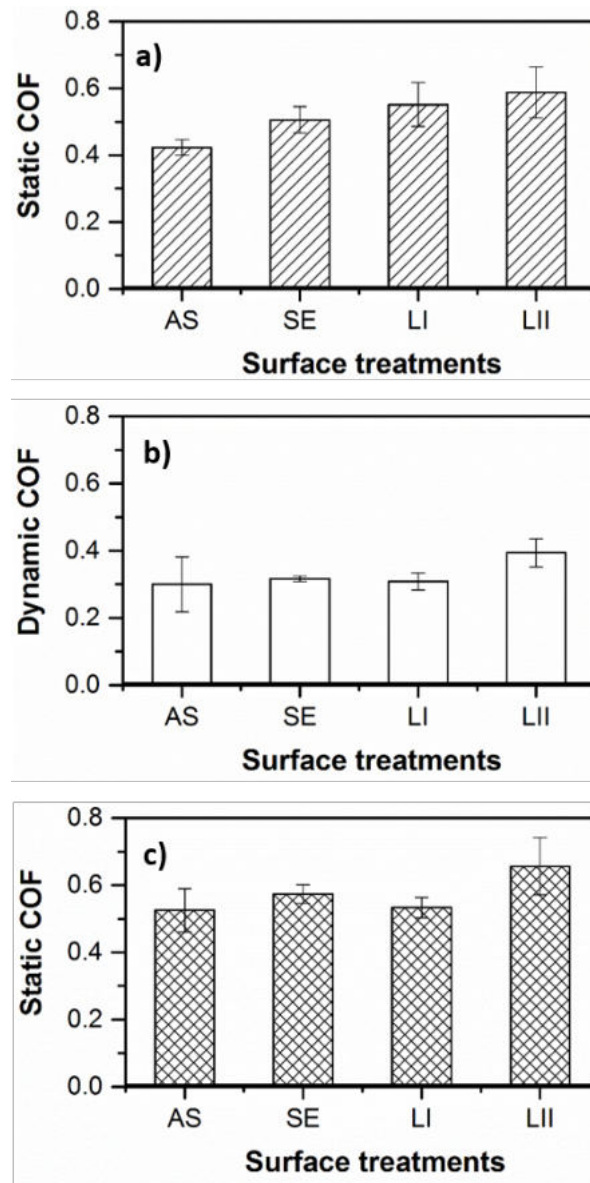 a)
Static COF
0.8
0.6
0.4
0.2
0.0
AS SE LI LII
Surface treatments
b)
Dynamic COF
0.8
0.6
0.4
0.2
0.0
AS SE LI LII
Surface treatments
c)
Static COF
0.8
0.6
0.4
0.2
0.0
AS SE LI LII
Surface treatments